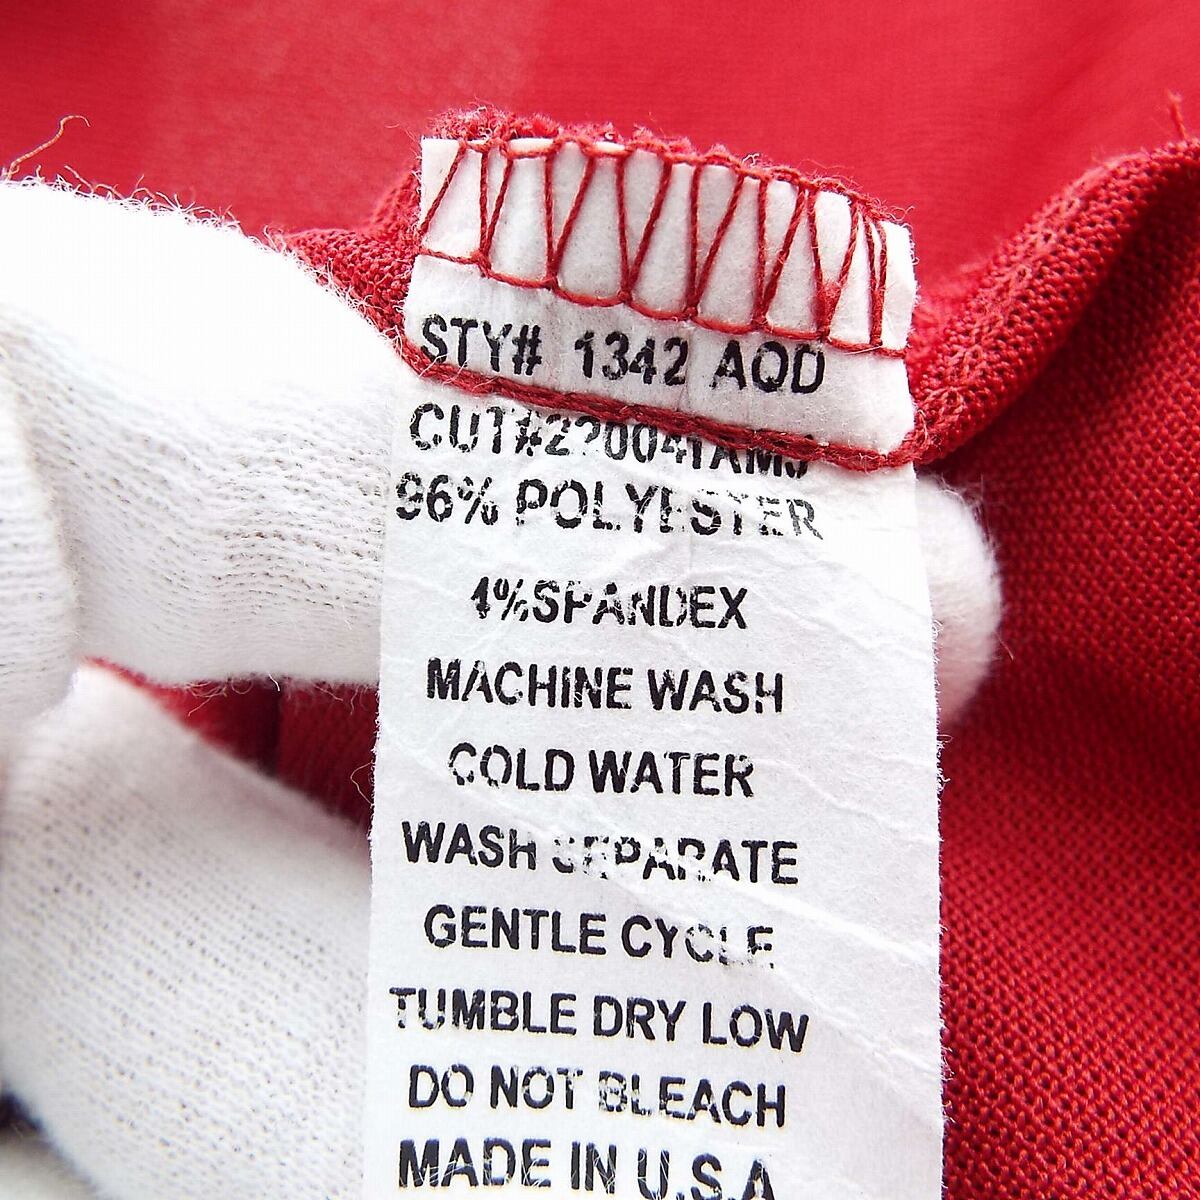 STY# 1342 AQD
96% POLYESTER
4%SPANDEX
MACHINE WASH
COLD WATER
WASH SEPARATE
GENTLE CYCLE
TUMBLE DRY LOW
DO NOT BLEACH
MADE IN U.S.A